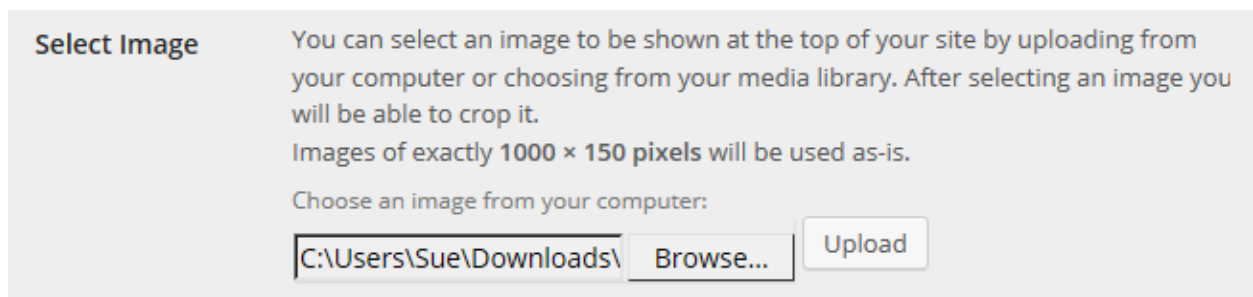 Select Image
You can select an image to be shown at the top of your site by uploading from
your computer or choosing from your media library. After selecting an image you
will be able to crop it.
Images of exactly 1000 × 150 pixels will be used as-is.
Choose an image from your computer:
C:\Users\Sue\Downloads\ Browse... Upload